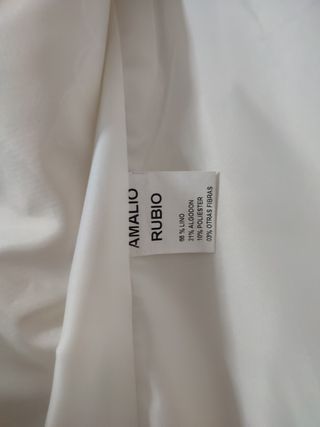 AMALIO
RUBIO
66 % LINO
21% ALGODON
10% POLIESTER
03% OTRAS FIBRAS